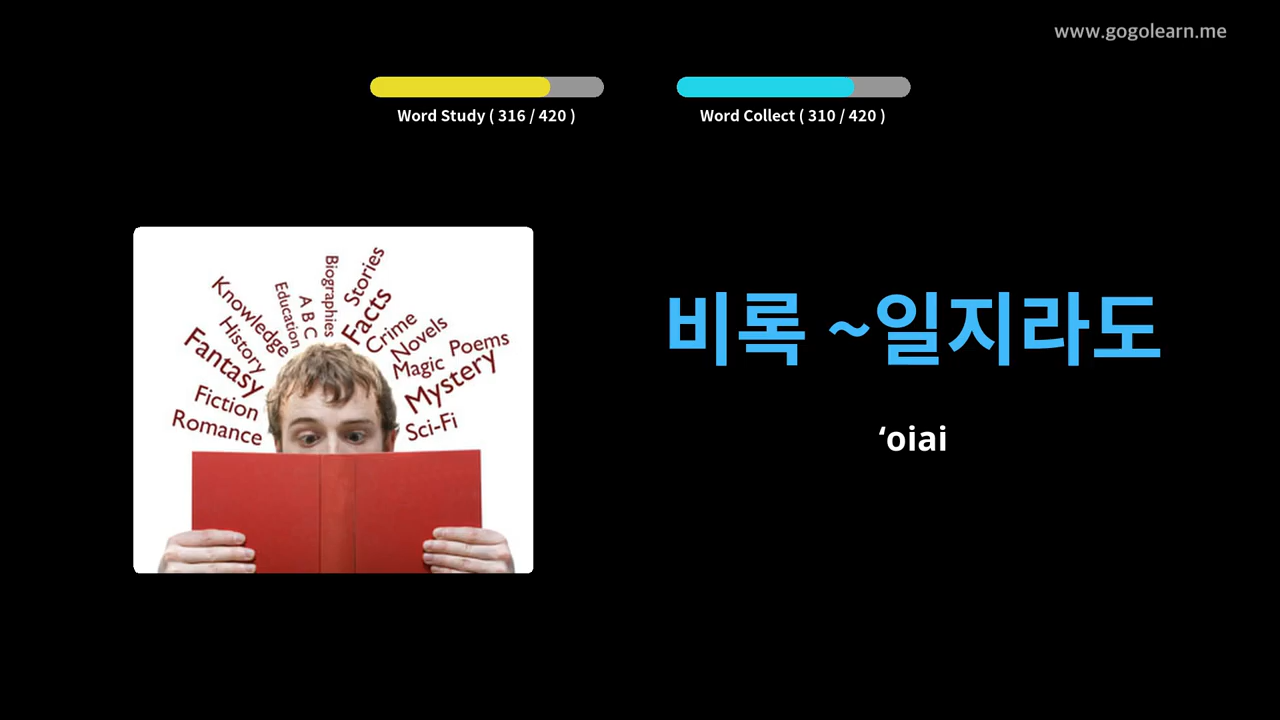 www.gogolearn.me
Word Study ( 316 / 420 )
Word Collect ( 310 / 420 )
Knowledge
Education
A B C
Biographies
Stories
Facts
History
Crime
Novels
Fantasy
Magic
Poems
Mystery
Fiction
Romance
Sci-Fi
비록 ~일지라도
‘oiai